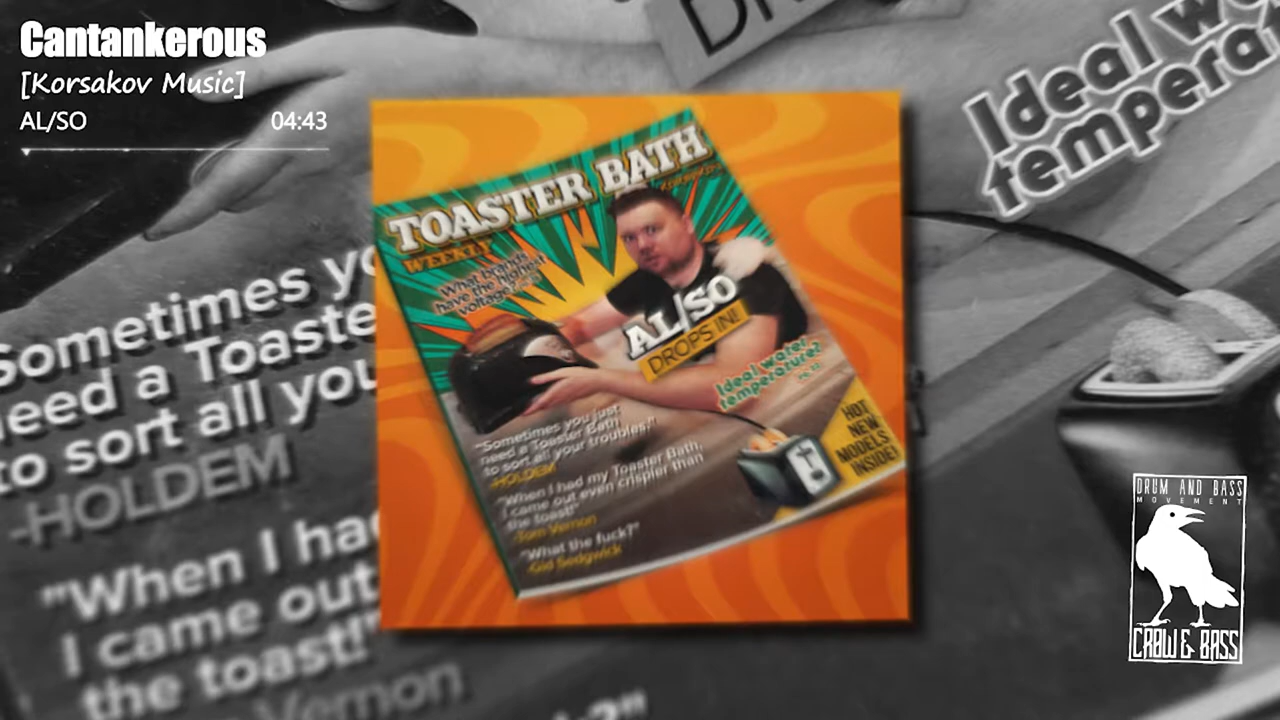 Cantankerous
[Korsakov Music]
AL/SO
04:43
Ideal wa
temperat
Sometimes yo
need a Toaste
to sort all you
-HOLDEM
"When I had
I came out
the toast!"
Vernon
TOASTER BATH
WEEKLY
What brands
have the highest
voltage?
AL/SO
DROPS IN!
Ideal water
temperature?
"Sometimes you just
need a Toaster Bath
to sort all your troubles."
-HOLDEM
"When I had my Toaster Bath,
I came out even crispier than
the toast!"
-Tom Vernon
"What the fuck?"
-Gid Sedgwick
HOT
NEW
MODELS
INSIDE!
DRUM AND BASS
MOVEMENT
CROW & BASS